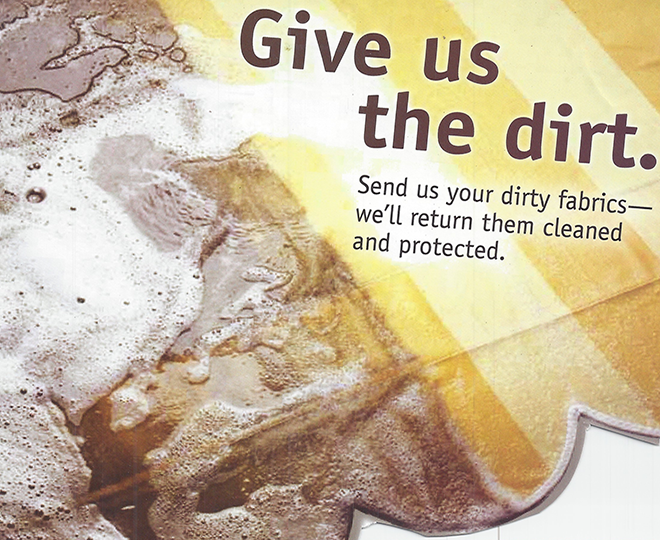 Give us
the dirt.
Send us your dirty fabrics—
we'll return them cleaned
and protected.